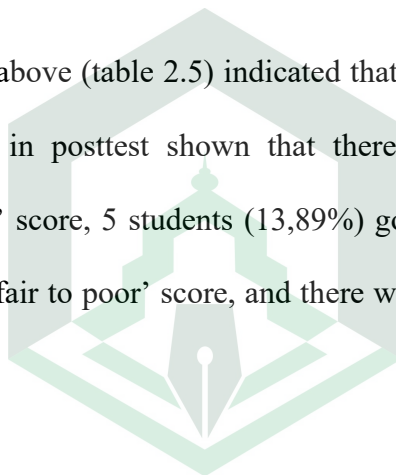 above (table 2.5) indicated that
in posttest shown that there
’ score, 5 students (13,89%) go
fair to poor’ score, and there w